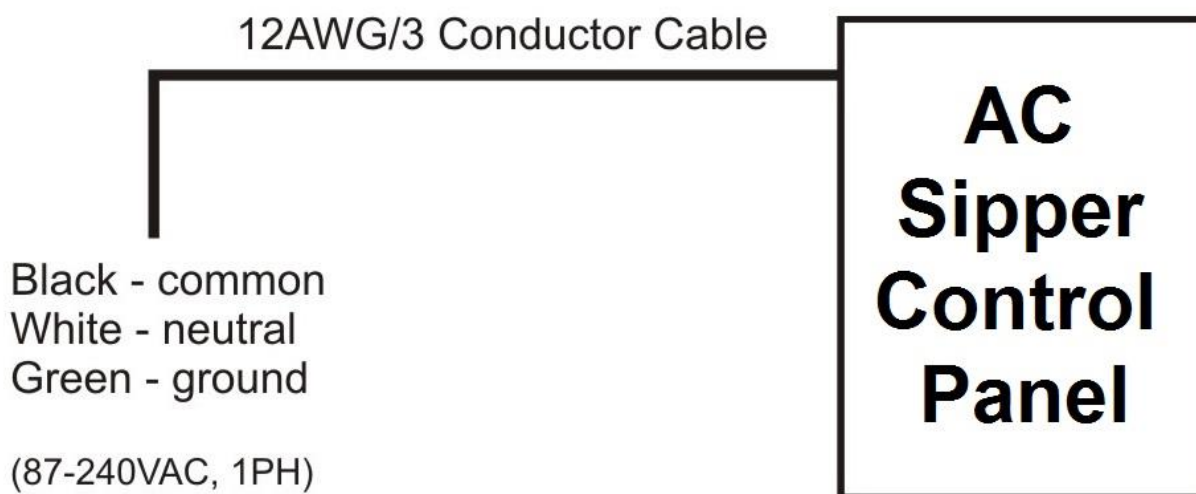 12AWG/3 Conductor Cable
AC
Sipper
Control
Panel
Black - common
White - neutral
Green - ground
(87-240VAC, 1PH)